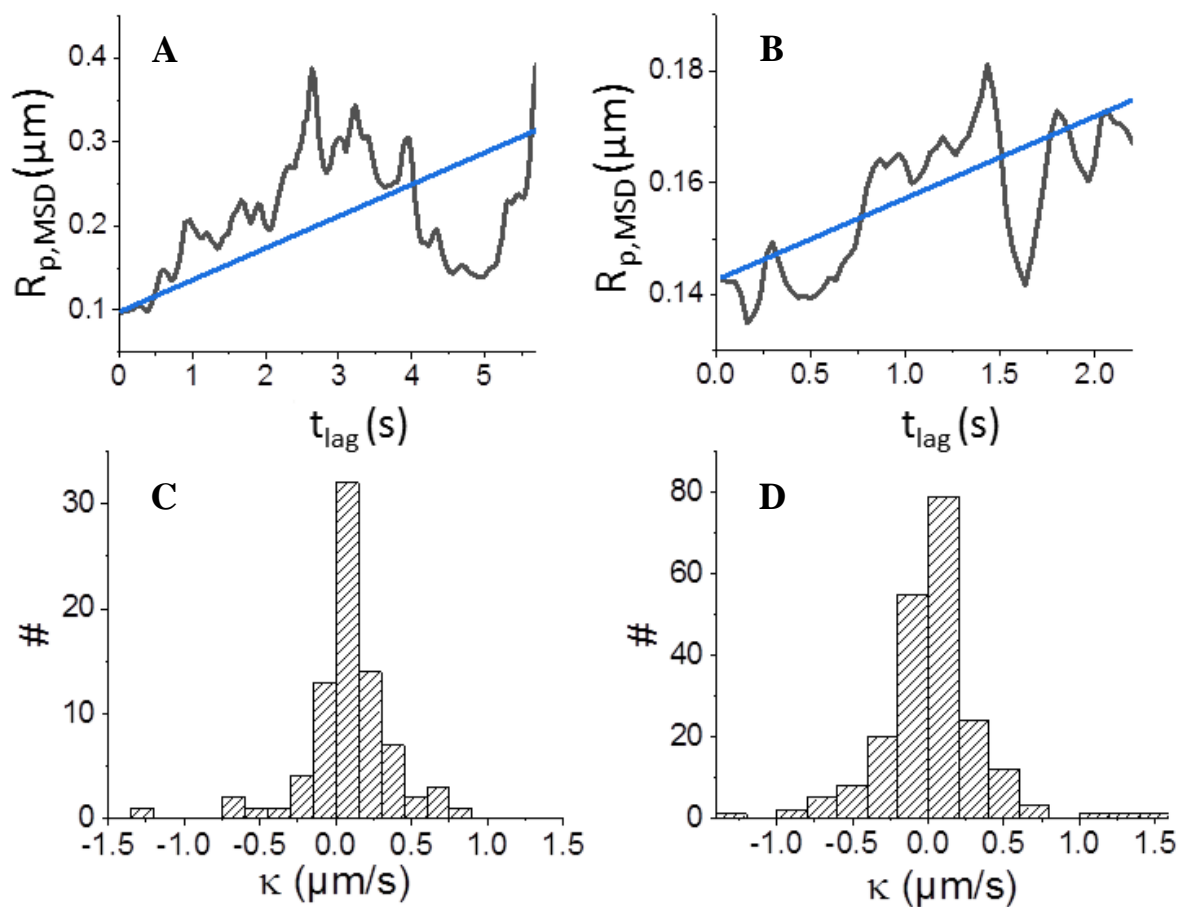 A
R_p,MSD (μm)
0.4
0.3
0.2
0.1
0 1 2 3 4 5
t_lag (s)
B
R_p,MSD (μm)
0.18
0.16
0.14
0.0 0.5 1.0 1.5 2.0
t_lag (s)
C
#
30
20
10
0
-1.5 -1.0 -0.5 0.0 0.5 1.0 1.5
κ (μm/s)
D
#
80
60
40
20
0
-1.0 -0.5 0.0 0.5 1.0 1.5
κ (μm/s)